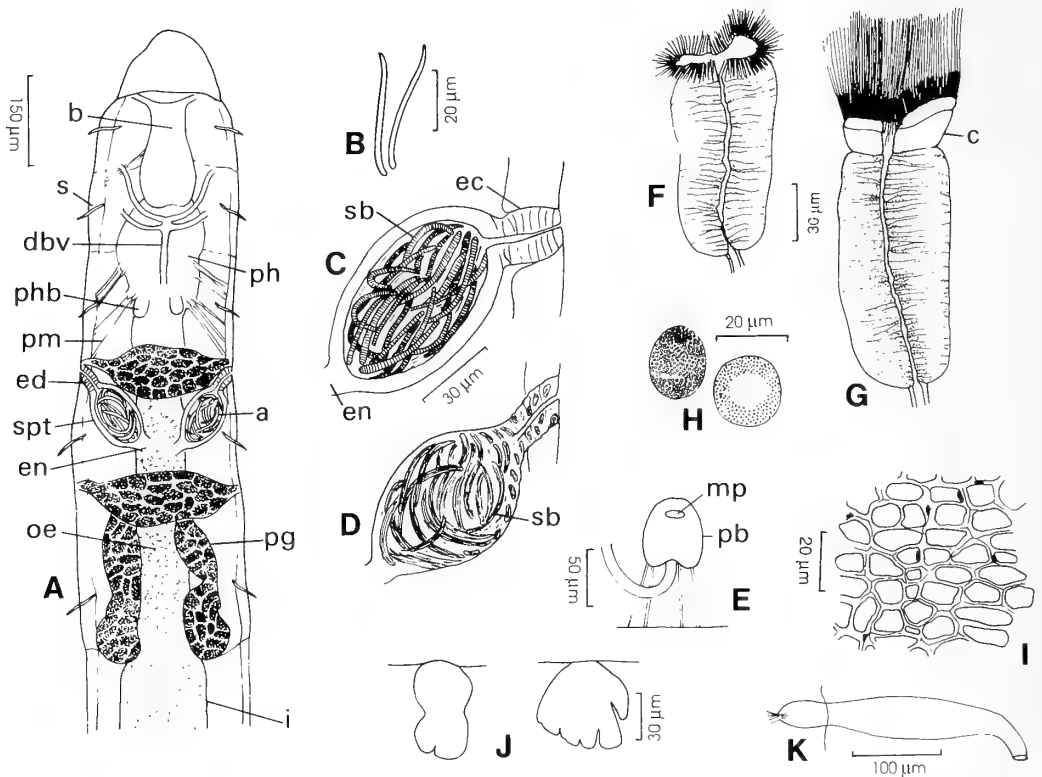 A
150 µm
b
s
dbv
ph
phb
pm
ed
spt
a
en
oe
pg
i
B
20 µm
C
sb
ec
30 µm
en
D
sb
E
mp
pb
50 µm
F
30 µm
G
c
H
20 µm
I
20 µm
J
30 µm
K
100 µm